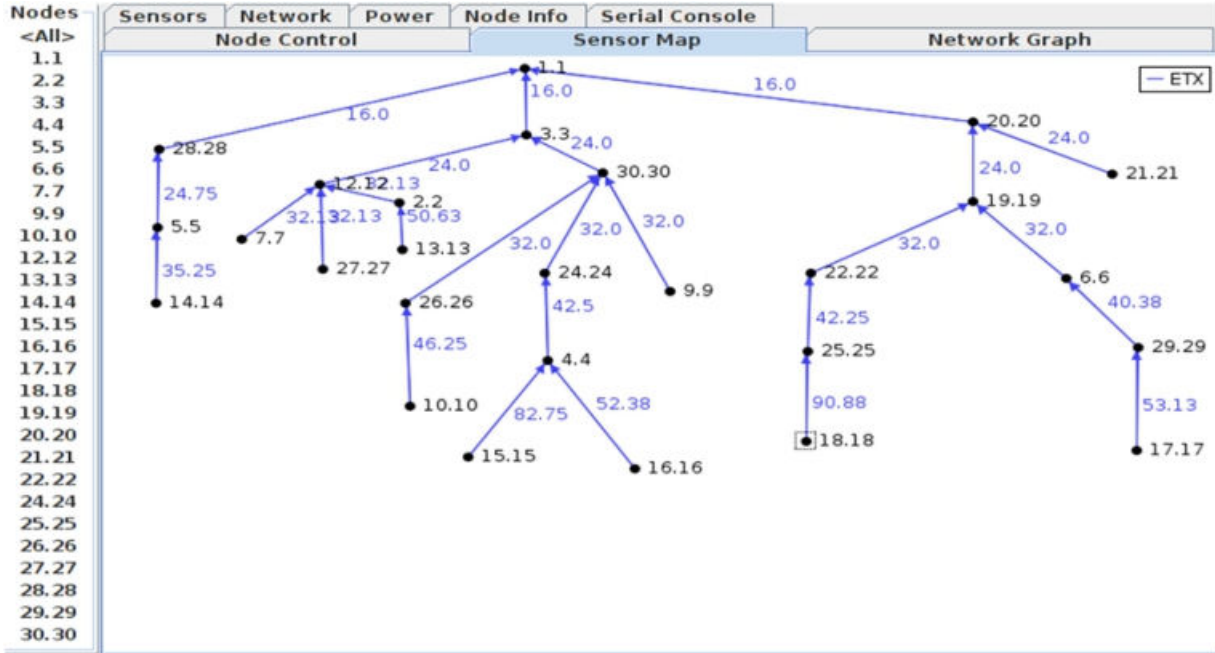 Nodes
<All>
1.1
2.2
3.3
4.4
5.5
6.6
7.7
9.9
10.10
12.12
13.13
14.14
15.15
16.16
17.17
18.18
19.19
20.20
21.21
22.22
24.24
25.25
26.26
27.27
28.28
29.29
30.30
Sensors Network Power Node Info Serial Console
Node Control Sensor Map Network Graph
ETX
1.1
16.0 16.0 16.0
20.20
3.3
28.28 24.0 24.0
24.0 30.30 24.0 21.21
12.12 32.13
24.75 2.2 19.19
5.5 32.13 32.13 50.63 32.0 32.0
7.7 13.13 32.0 32.0
35.25 27.27 24.24 22.22 6.6
14.14 26.26 42.5 9.9 42.25 40.38
46.25 4.4 25.25 29.29
10.10 82.75 52.38 90.88 53.13
15.15 16.16 18.18 17.17